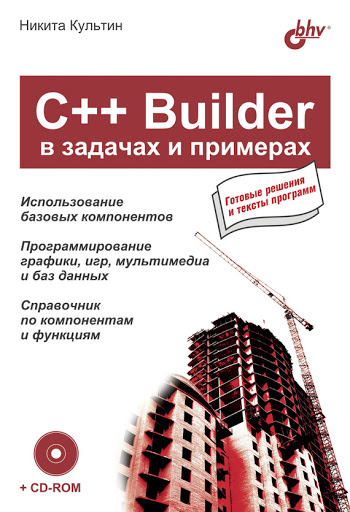 Никита Культин
bhv®
C++ Builder
в задачах и примерах
Готовые решения
и тексты программ
Использование
базовых компонентов
Программирование
графики, игр, мультимедиа
и баз данных
Справочник
по компонентам
и функциям
+ CD-ROM